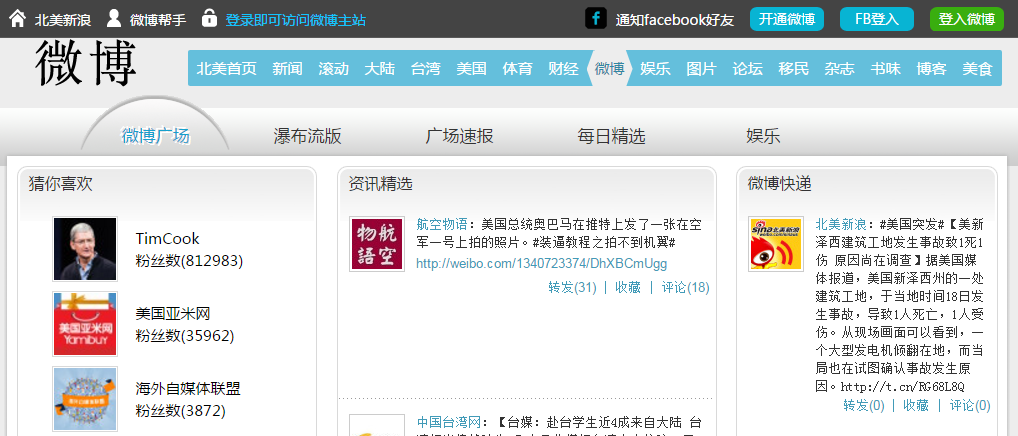 北美新浪 微博帮手 登录即可访问微博主站 通知facebook好友 开通微博 FB登入 登入微博
微博
北美首页 新闻 滚动 大陆 台湾 美国 体育 财经 微博 娱乐 图片 论坛 移民 杂志 书味 博客 美食
微博广场 瀑布流版 广场速报 每日精选 娱乐
猜你喜欢
TimCook
粉丝数(812983)
美国亚米网
Yamibuy
美国亚米网
粉丝数(35962)
海外自媒体联盟
粉丝数(3872)
资讯精选
物航
語空
航空物语：美国总统奥巴马在推特上发了一张在空
军一号上拍的照片。#装逼教程之拍不到机翼#
http://weibo.com/1340723374/DhXBCmUgg
转发(31) | 收藏 | 评论(18)
中国台湾网：【台媒：赴台学生近4成来自大陆 台
微博快递
sina北美新浪
北美新浪：#美国突发#【美新
泽西建筑工地发生事故致1死1
伤 原因尚在调查】据美国媒
体报道，美国新泽西州的一处
建筑工地，于当地时间18日发
生事故，导致1人死亡，1人受
伤。从现场画面可以看到，一
个大型发电机倾翻在地，而当
局也在试图确认事故发生原
因。http://t.cn/RG68L8Q
转发(0) | 收藏 | 评论(0)